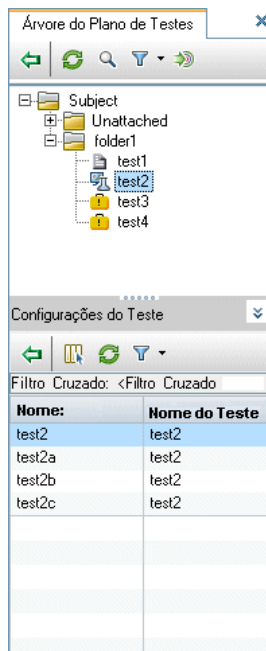 Árvore do Plano de Testes
Subject
Unattached
folder1
test1
test2
test3
test4
Configurações do Teste
Filtro Cruzado: <Filtro Cruzado
Nome: Nome do Teste
test2 test2
test2a test2
test2b test2
test2c test2